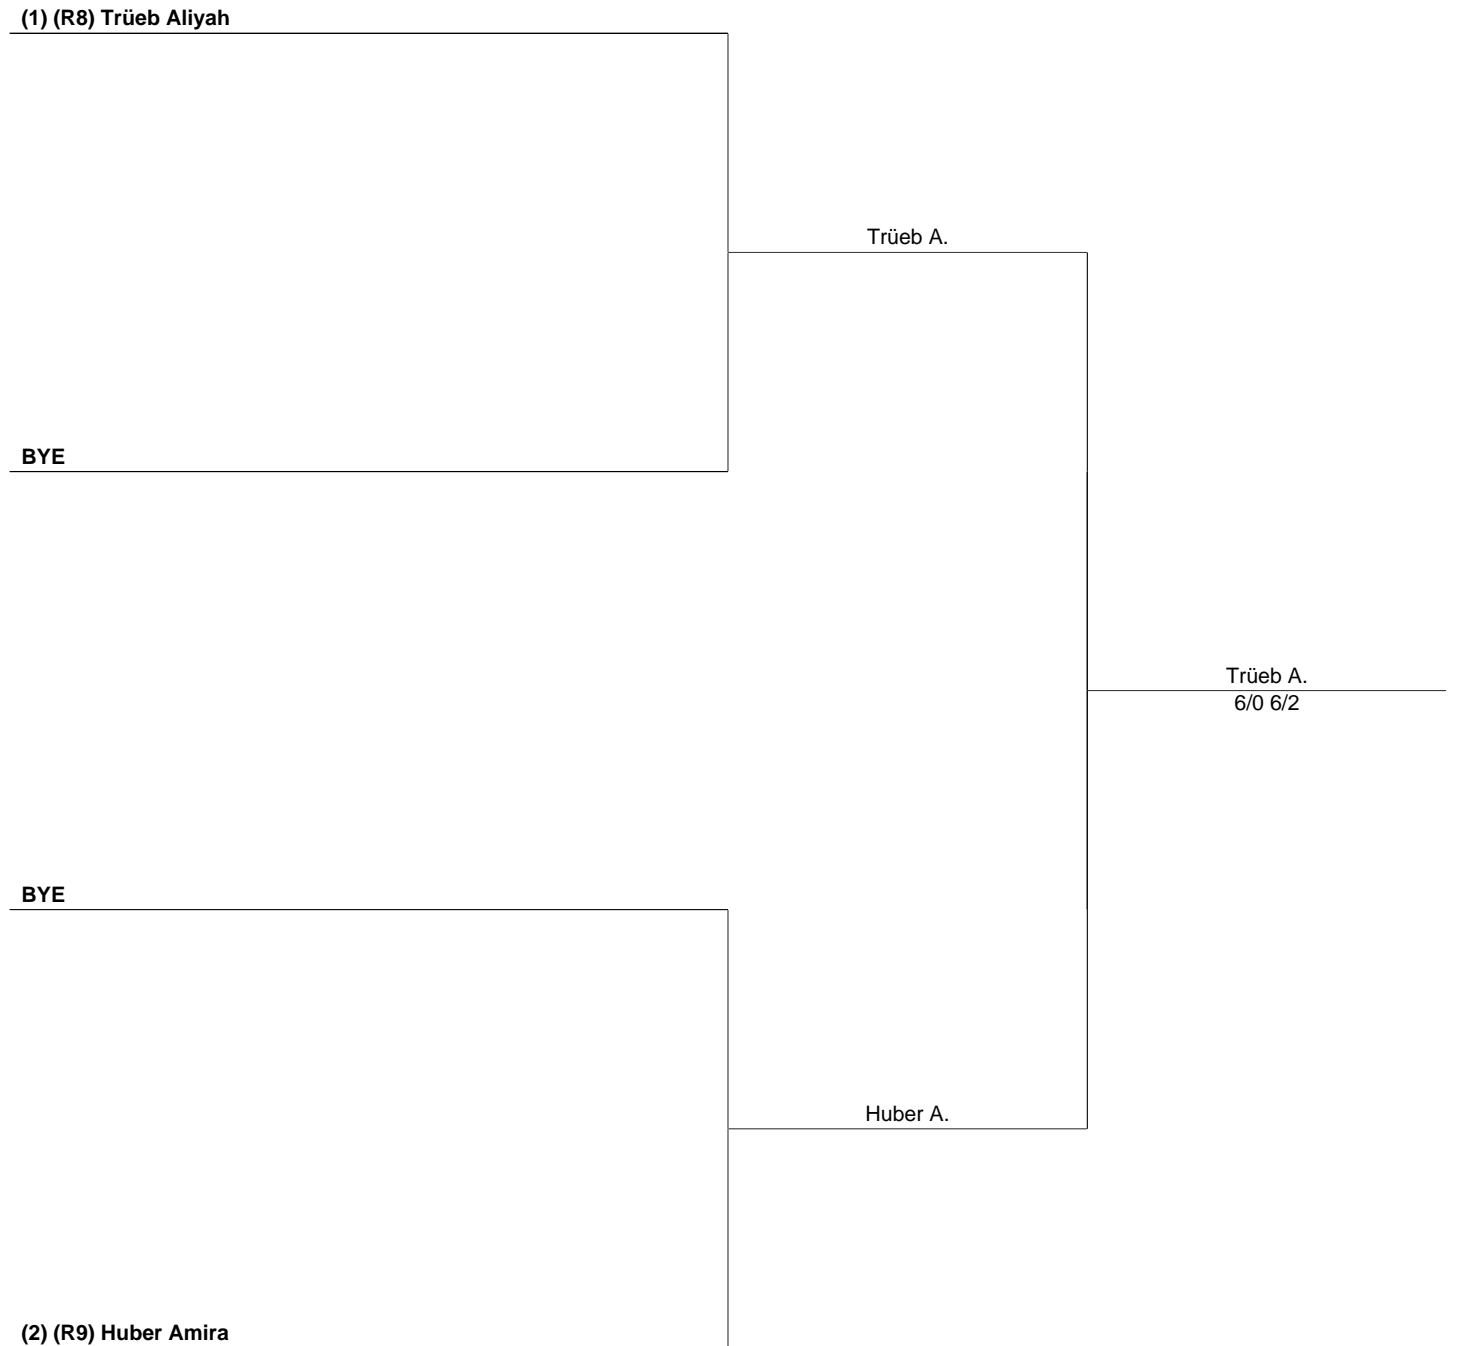 (1) (R8) Trüeb Aliyah
Trüeb A.
BYE
Trüeb A.
6/0 6/2
BYE
Huber A.
(2) (R9) Huber Amira